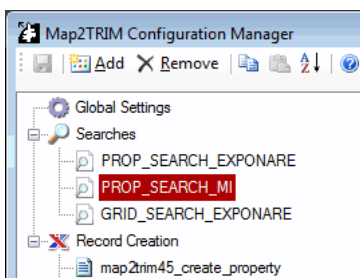 Map2TRIM Configuration Manager
Add Remove
Global Settings
Searches
PROP_SEARCH_EXPONARE
PROP_SEARCH_MI
GRID_SEARCH_EXPONARE
Record Creation
map2trim45_create_property